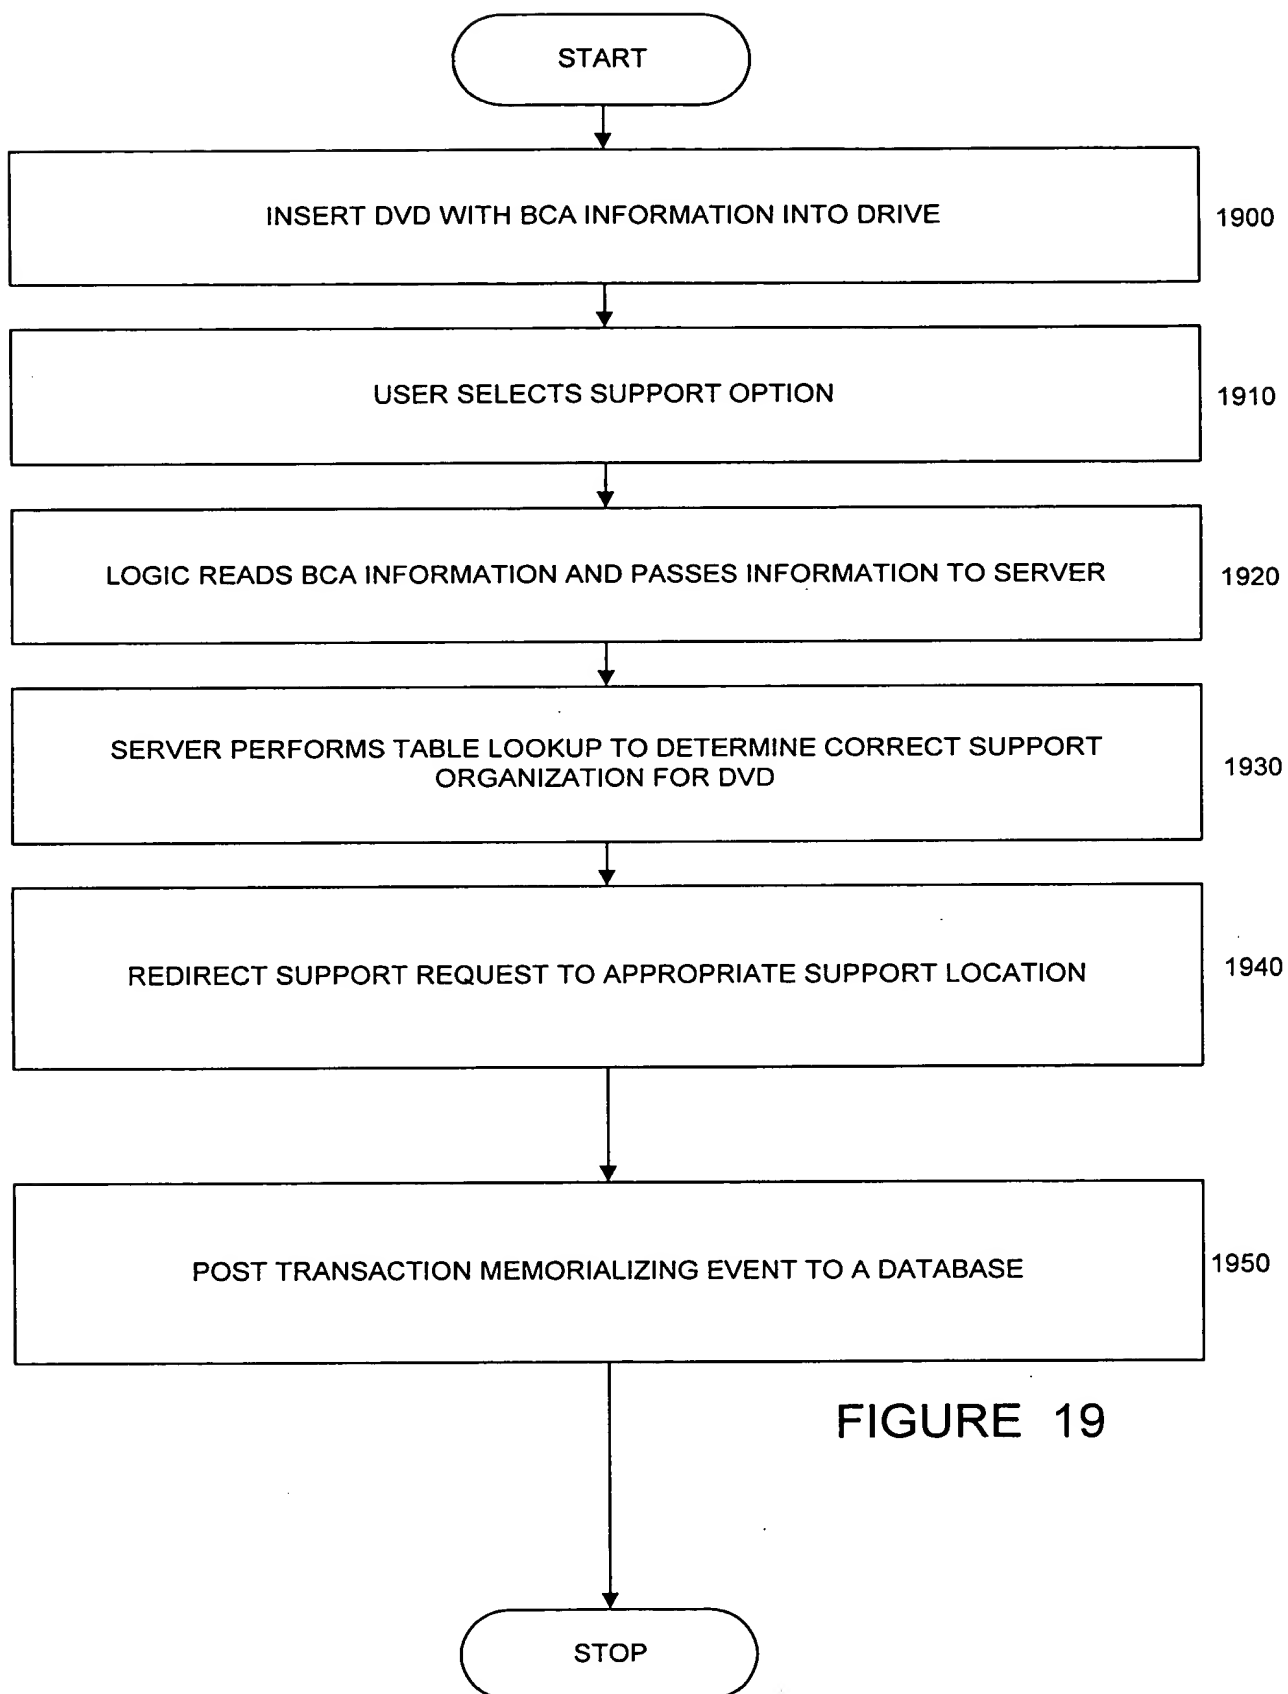 START
INSERT DVD WITH BCA INFORMATION INTO DRIVE
1900
USER SELECTS SUPPORT OPTION
1910
LOGIC READS BCA INFORMATION AND PASSES INFORMATION TO SERVER
1920
SERVER PERFORMS TABLE LOOKUP TO DETERMINE CORRECT SUPPORT
ORGANIZATION FOR DVD
1930
REDIRECT SUPPORT REQUEST TO APPROPRIATE SUPPORT LOCATION
1940
POST TRANSACTION MEMORIALIZING EVENT TO A DATABASE
1950
FIGURE 19
STOP